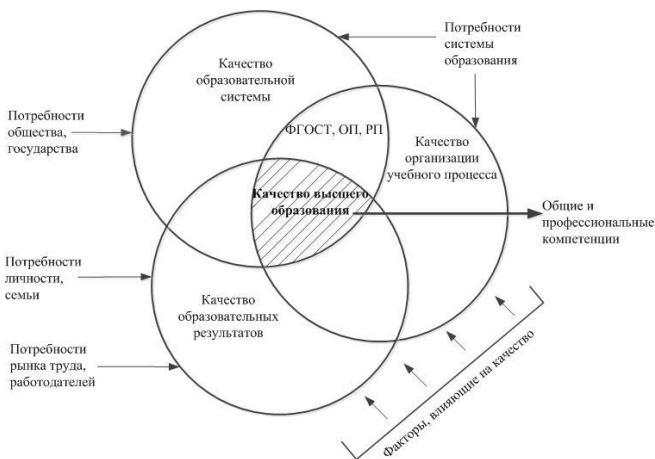 Качество
образовательной
системы
Потребности
системы
образования
Потребности
общества,
государства
ФГОСТ, ОП, РП
Качество
организации
учебного процесса
Качество высшего
образования
Общие и
профессиональные
компетенции
Потребности
личности,
семьи
Качество
образовательных
результатов
Потребности
рынка труда,
работодателей
Факторы, влияющие на качество